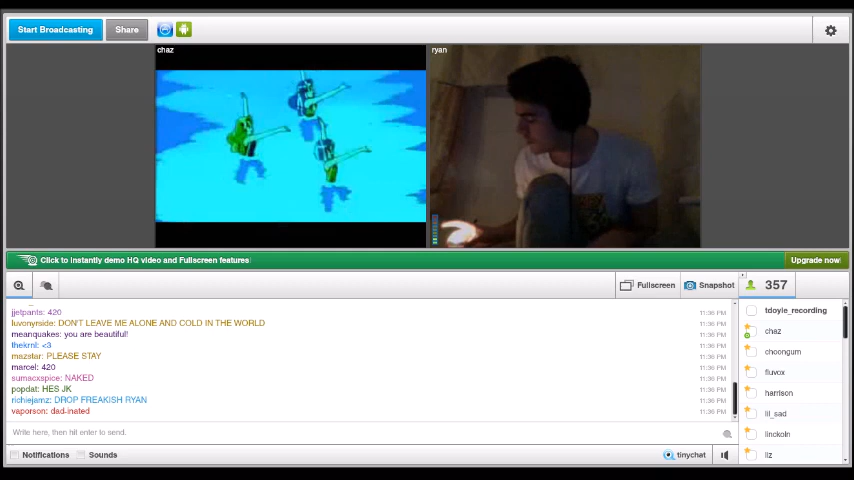 Start Broadcasting
Share
chaz
ryan
Click to instantly demo HQ video and Fullscreen features
Upgrade now
Fullscreen
Snapshot
357
jjetpants: 420
11:36 PM
luvonyrside: DON'T LEAVE ME ALONE AND COLD IN THE WORLD
11:36 PM
meanquakes: you are beautiful!
11:36 PM
thekrnl: <3
11:36 PM
mazstar: PLEASE STAY
11:36 PM
marcel: 420
11:36 PM
sumacxspice: NAKED
11:36 PM
popdat: HES JK
11:36 PM
richiejamz: DROP FREAKISH RYAN
11:36 PM
vaporson: dad-inated
11:36 PM
tdoyle_recording
chaz
choongum
fluvox
harrison
lil_sad
linckoln
liz
Write here, then hit enter to send.
Notifications
Sounds
tinychat